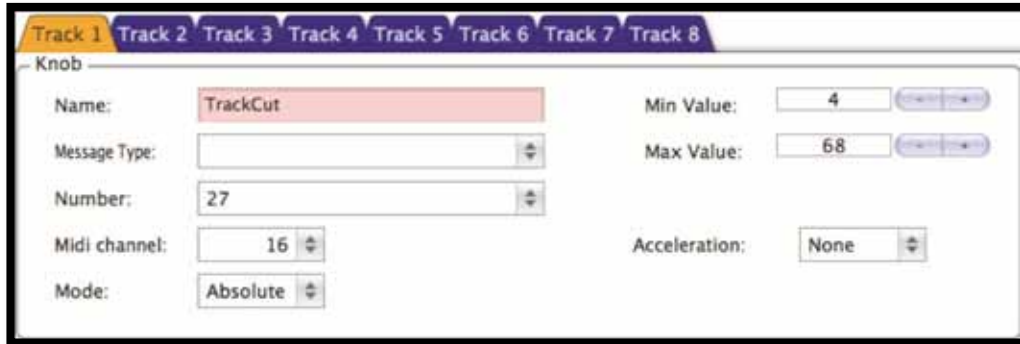 Track 1 Track 2 Track 3 Track 4 Track 5 Track 6 Track 7 Track 8
Knob
Name: TrackCut Min Value: 4
Message Type: Max Value: 68
Number: 27
Midi channel: 16 Acceleration: None
Mode: Absolute